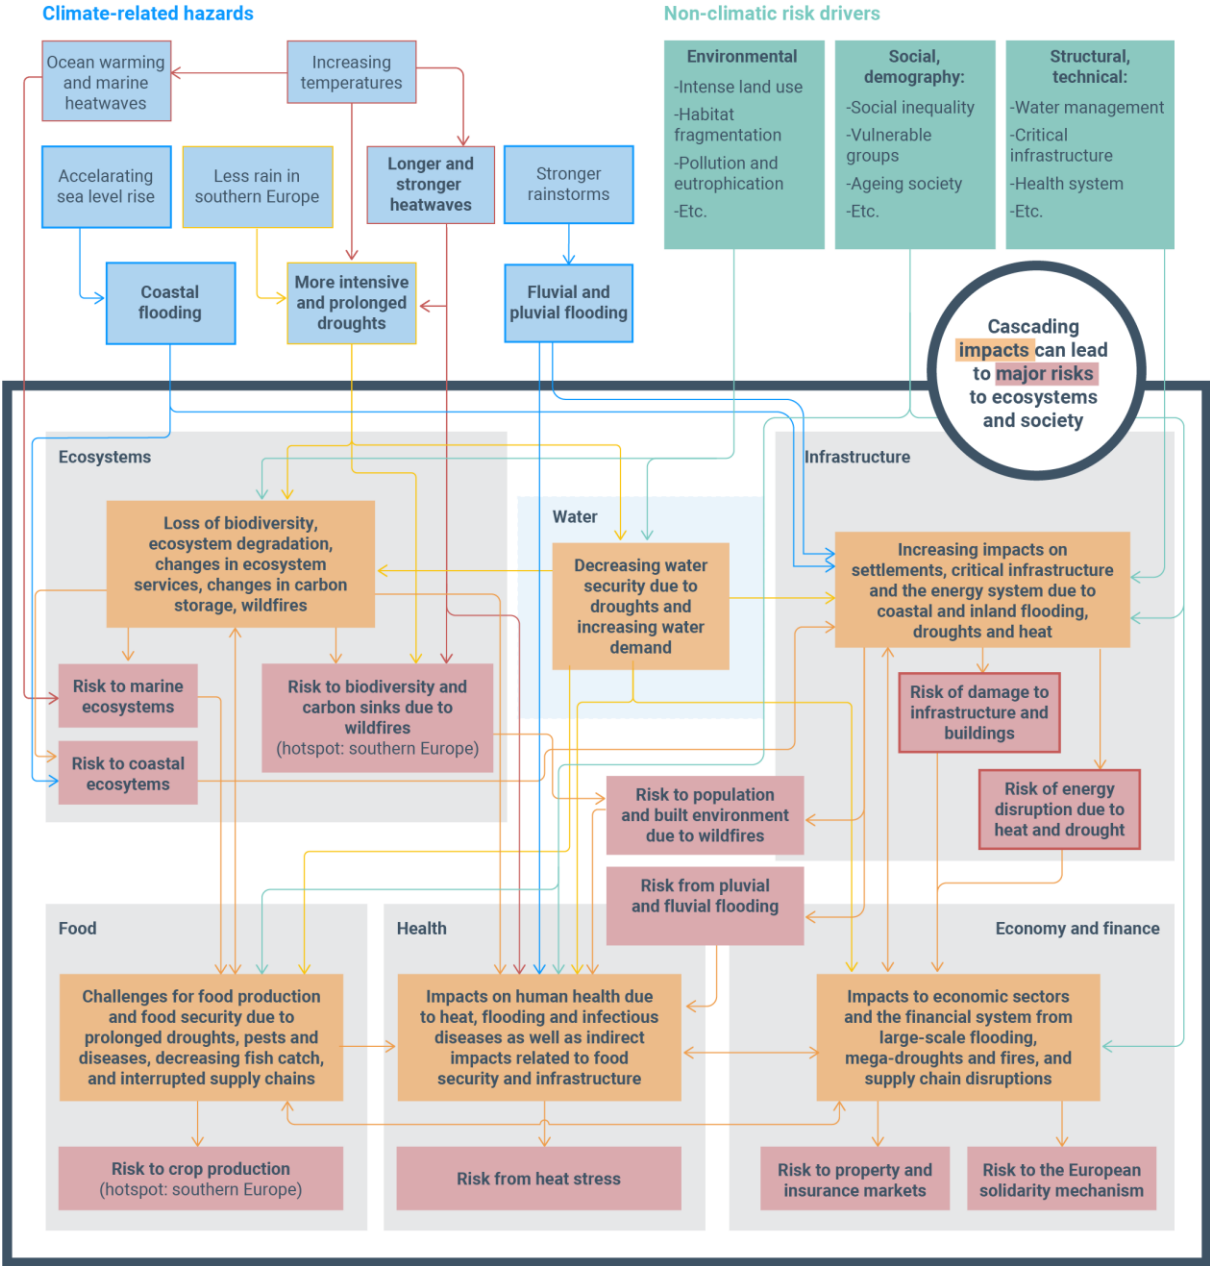 Climate-related hazards
Non-climatic risk drivers
Ocean warming
and marine
heatwaves
Increasing
temperatures
Environmental
-Intense land use
-Habitat
fragmentation
-Pollution and
eutrophication
-Etc.
Social,
demography:
-Social inequality
-Vulnerable
groups
-Ageing society
-Etc.
Structural,
technical:
-Water management
-Critical
infrastructure
-Health system
-Etc.
Accelarating
sea level rise
Less rain in
southern Europe
Longer and
stronger
heatwaves
Stronger
rainstorms
Coastal
flooding
More intensive
and prolonged
droughts
Fluvial and
pluvial flooding
Cascading
impacts can lead
to major risks
to ecosystems
and society
Ecosystems
Loss of biodiversity,
ecosystem degradation,
changes in ecosystem
services, changes in carbon
storage, wildfires
Risk to marine
ecosystems
Risk to biodiversity and
carbon sinks due to
wildfires
(hotspot: southern Europe)
Risk to coastal
ecosytems
Water
Decreasing water
security due to
droughts and
increasing water
demand
Infrastructure
Increasing impacts on
settlements, critical infrastructure
and the energy system due to
coastal and inland flooding,
droughts and heat
Risk of damage to
infrastructure and
buildings
Risk of energy
disruption due to
heat and drought
Risk to population
and built environment
due to wildfires
Risk from pluvial
and fluvial flooding
Food
Challenges for food production
and food security due to
prolonged droughts, pests and
diseases, decreasing fish catch,
and interrupted supply chains
Risk to crop production
(hotspot: southern Europe)
Health
Impacts on human health due
to heat, flooding and infectious
diseases as well as indirect
impacts related to food
security and infrastructure
Risk from heat stress
Economy and finance
Impacts to economic sectors
and the financial system from
large-scale flooding,
mega-droughts and fires, and
supply chain disruptions
Risk to property and
insurance markets
Risk to the European
solidarity mechanism